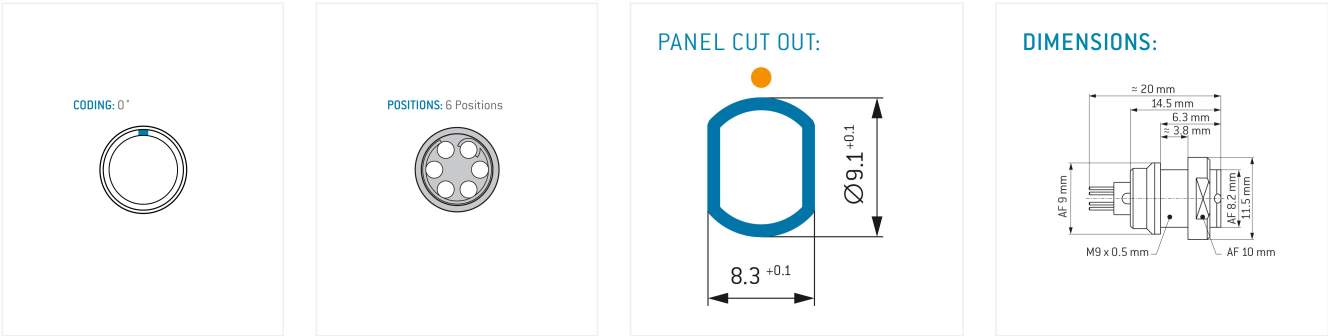 CODING: 0°
POSITIONS: 6 Positions
PANEL CUT OUT:
Ø9.1 +0.1
8.3 +0.1
DIMENSIONS:
≈ 20 mm
14.5 mm
6.3 mm
≈ 3.8 mm
AF 9 mm
AF 8.2 mm
11.5 mm
M9 x 0.5 mm
AF 10 mm